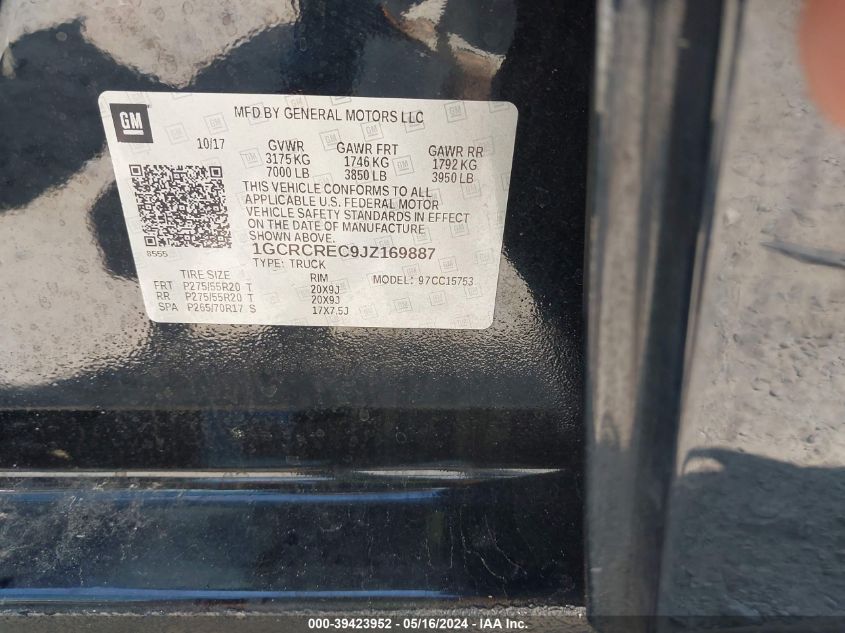 GM
MFD BY GENERAL MOTORS LLC
10/17 GVWR GAWR FRT GAWR RR
3175 KG 1746 KG 1792 KG
7000 LB 3850 LB 3950 LB
THIS VEHICLE CONFORMS TO ALL
APPLICABLE U.S. FEDERAL MOTOR
VEHICLE SAFETY STANDARDS IN EFFECT
ON THE DATE OF MANUFACTURE
SHOWN ABOVE.
8555
1GCRCREC9JZ169887
TYPE: TRUCK MODEL: 97CC15753
TIRE SIZE RIM
FRT P275/55R20 T 20X9J
RR P275/55R20 T 20X9J
SPA P265/70R17 S 17X7.5J
000-39423952 - 05/16/2024 - IAA Inc.